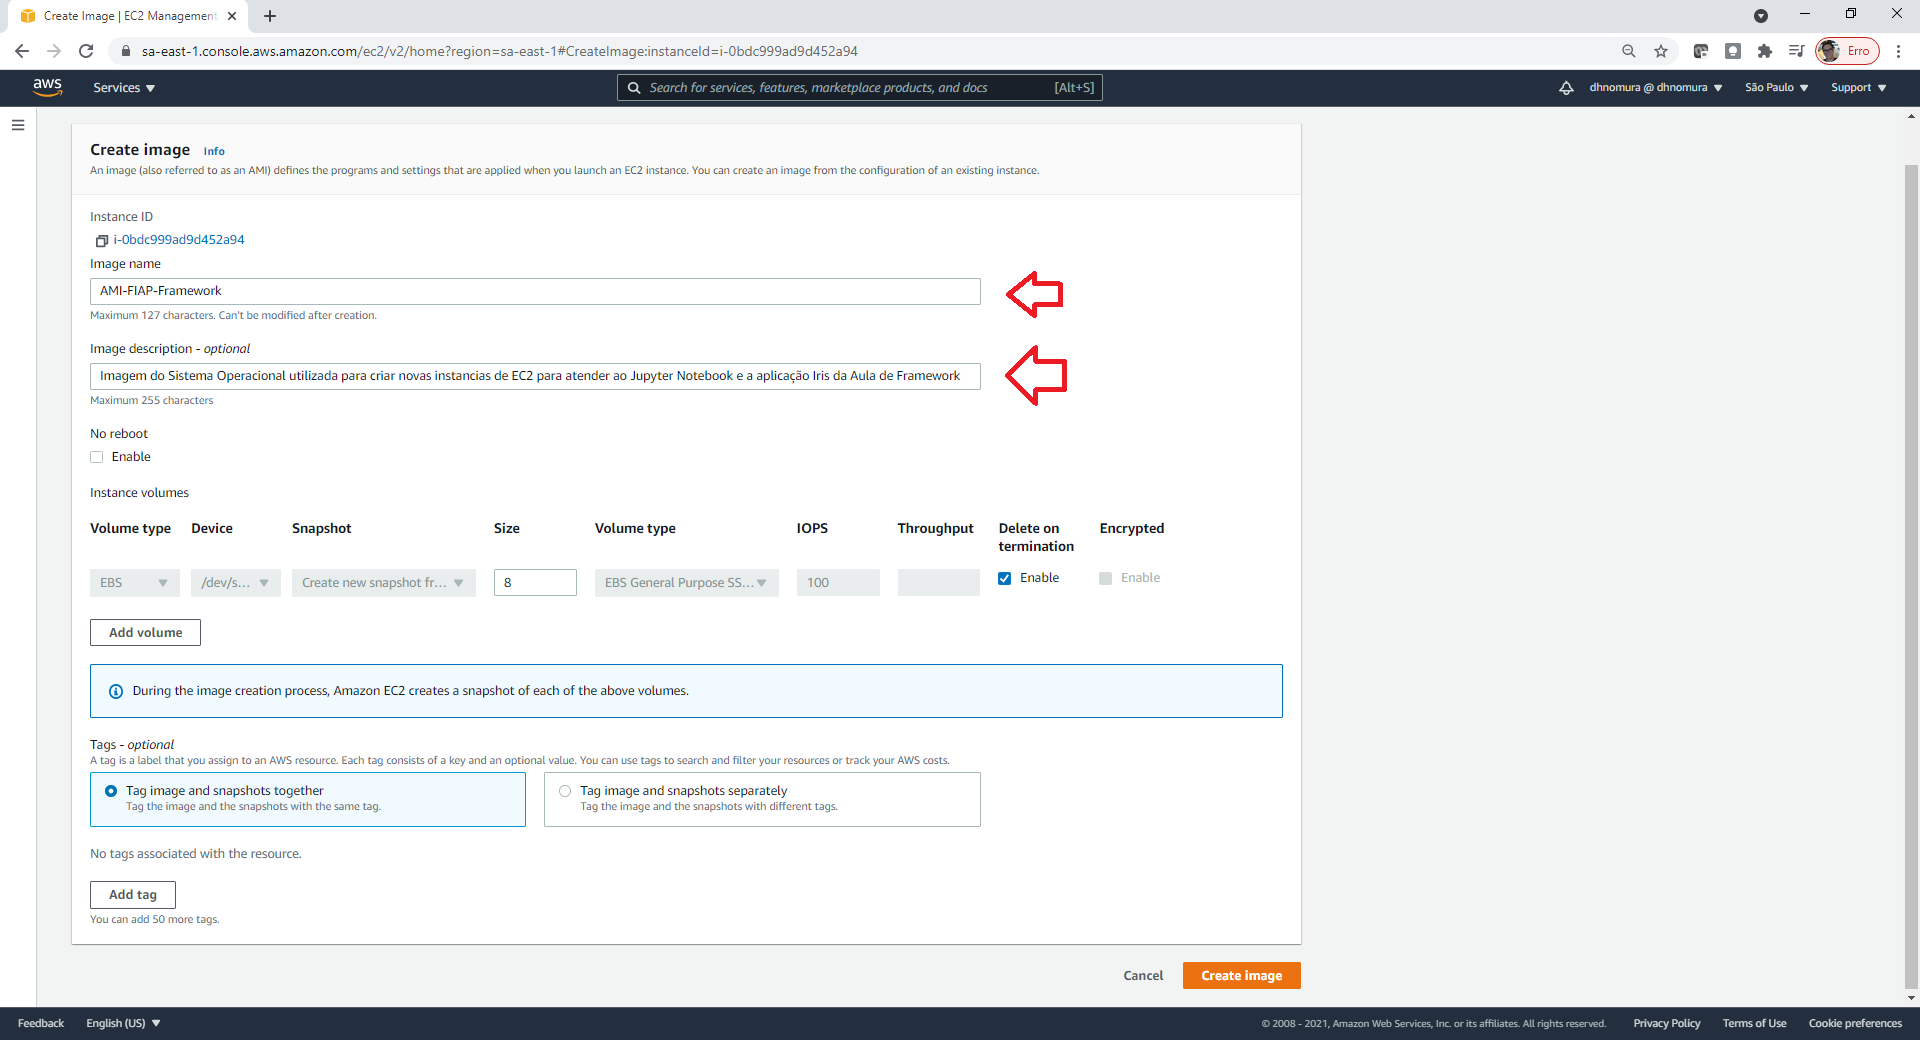 Create Image | EC2 Management
sa-east-1.console.aws.amazon.com/ec2/v2/home?region=sa-east-1#CreateImage:instanceId=i-0bdc999ad9d452a94
Erro
aws
Services
Search for services, features, marketplace products, and docs
[Alt+S]
dhnomura @ dhnomura
São Paulo
Support
Create image Info
An image (also referred to as an AMI) defines the programs and settings that are applied when you launch an EC2 instance. You can create an image from the configuration of an existing instance.
Instance ID
i-0bdc999ad9d452a94
Image name
AMI-FIAP-Framework
Maximum 127 characters. Can't be modified after creation.
Image description - optional
Imagem do Sistema Operacional utilizada para criar novas instancias de EC2 para atender ao Jupyter Notebook e a aplicação Iris da Aula de Framework
Maximum 255 characters
No reboot
Enable
Instance volumes
Volume type Device Snapshot Size Volume type IOPS Throughput Delete on termination Encrypted
EBS /dev/s... Create new snapshot fr... 8 EBS General Purpose SS... 100 Enable Enable
Add volume
During the image creation process, Amazon EC2 creates a snapshot of each of the above volumes.
Tags - optional
A tag is a label that you assign to an AWS resource. Each tag consists of a key and an optional value. You can use tags to search and filter your resources or track your AWS costs.
Tag image and snapshots together
Tag the image and the snapshots with the same tag.
Tag image and snapshots separately
Tag the image and the snapshots with different tags.
No tags associated with the resource.
Add tag
You can add 50 more tags.
Cancel
Create image
Feedback
English (US)
© 2008 - 2021, Amazon Web Services, Inc. or its affiliates. All rights reserved.
Privacy Policy
Terms of Use
Cookie preferences